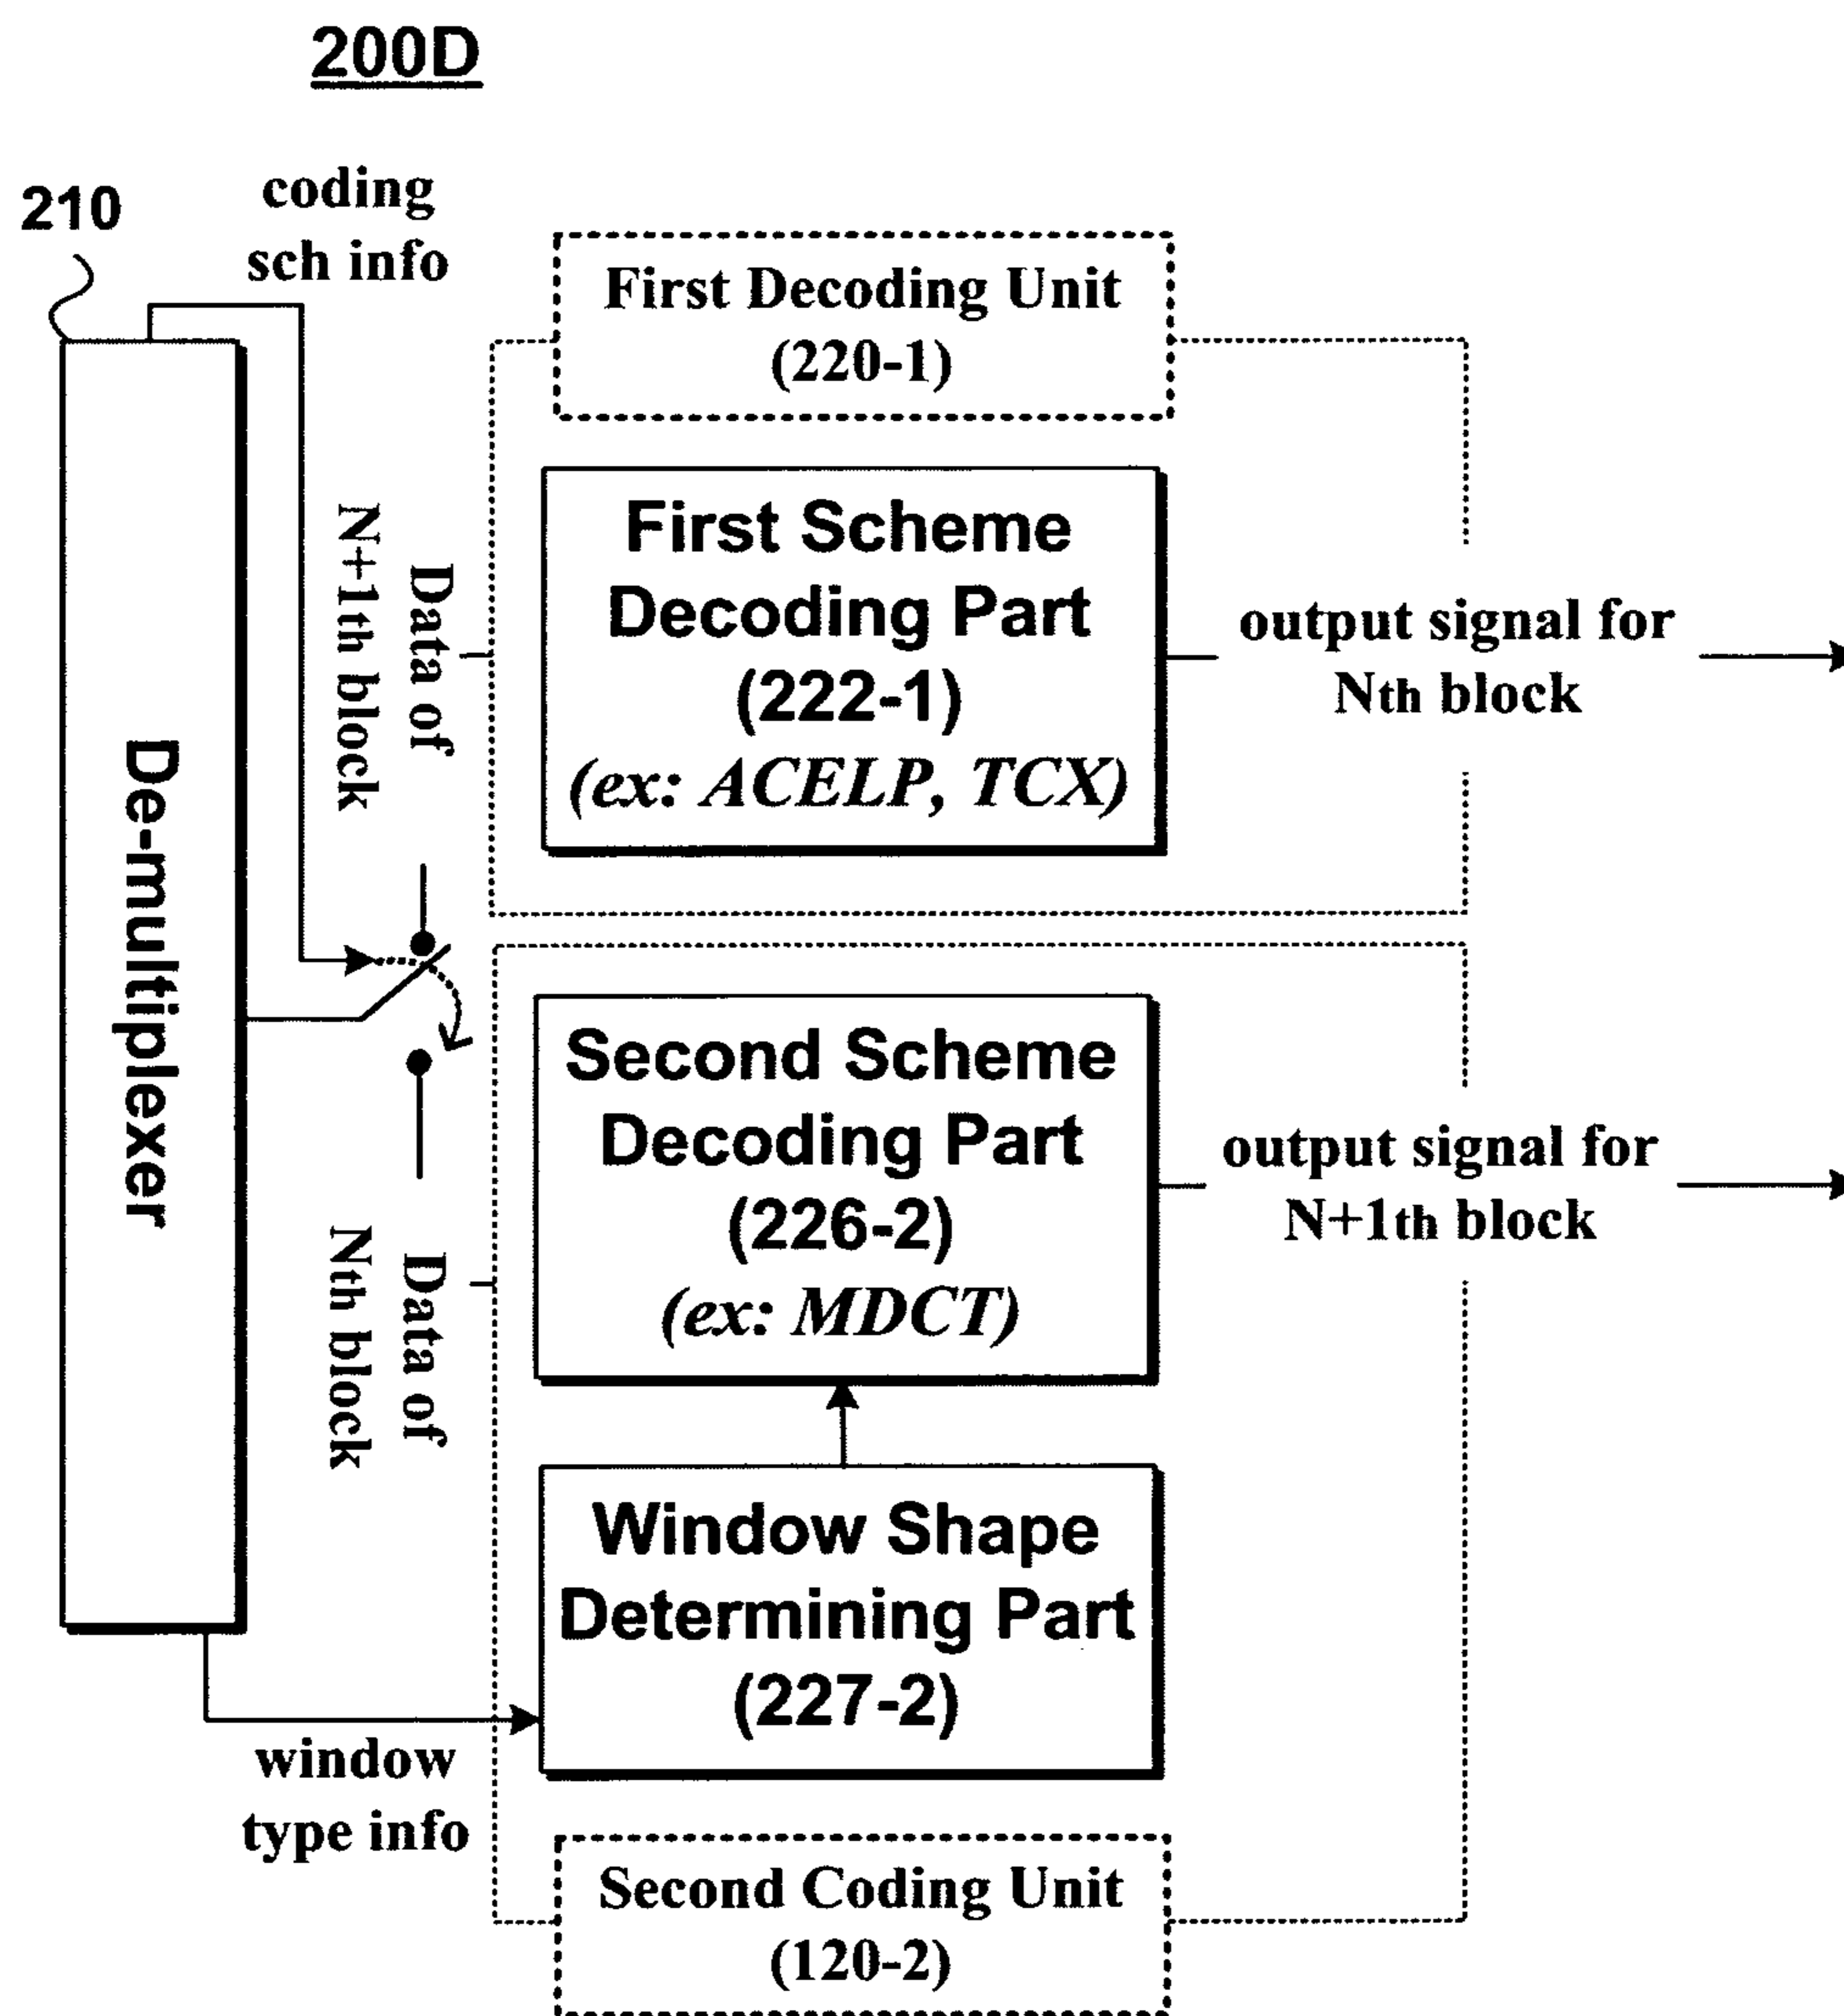 200D
210
coding
sch info
First Decoding Unit
(220-1)
Data of
N+1th block
First Scheme
Decoding Part
(222-1)
(ex: ACELP, TCX)
output signal for
Nth block
De-multiplexer
Second Scheme
Decoding Part
(226-2)
(ex: MDCT)
output signal for
N+1th block
Data of
Nth block
Window Shape
Determining Part
(227-2)
window
type info
Second Coding Unit
(120-2)